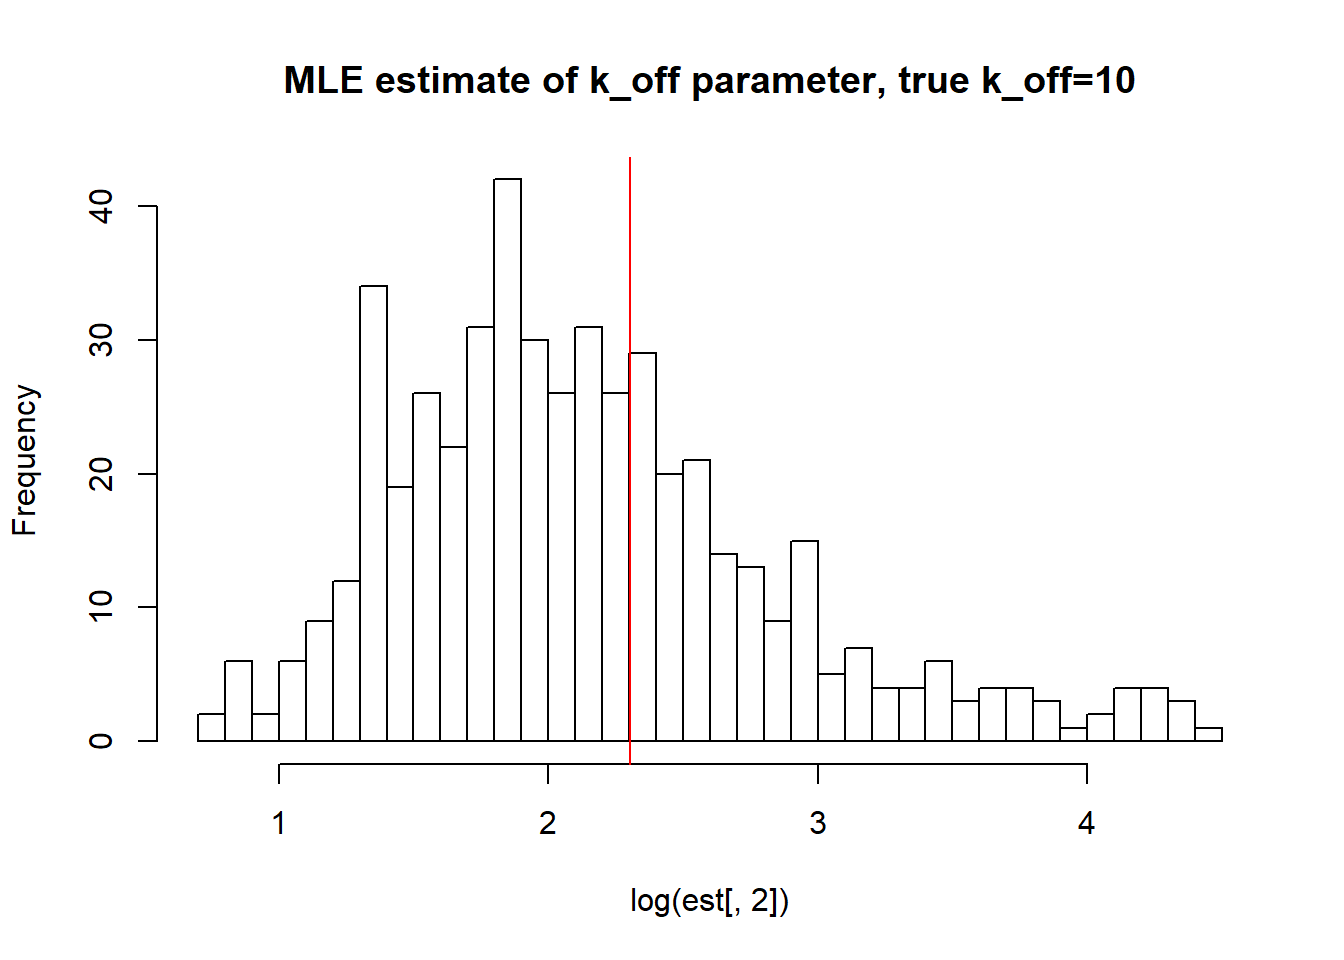 MLE estimate of k_off parameter, true k_off=10
Frequency
40
30
20
10
0
1 2 3 4
log(est[, 2])